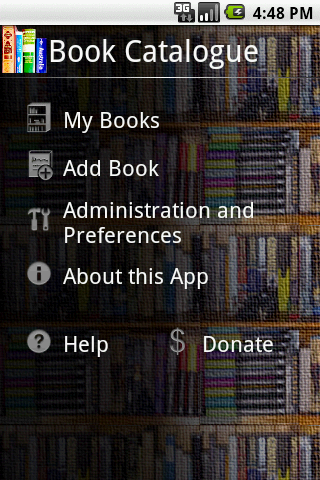 3G
4:48 PM
Book Catalogue
My Books
Add Book
Administration and
Preferences
About this App
Help
Donate